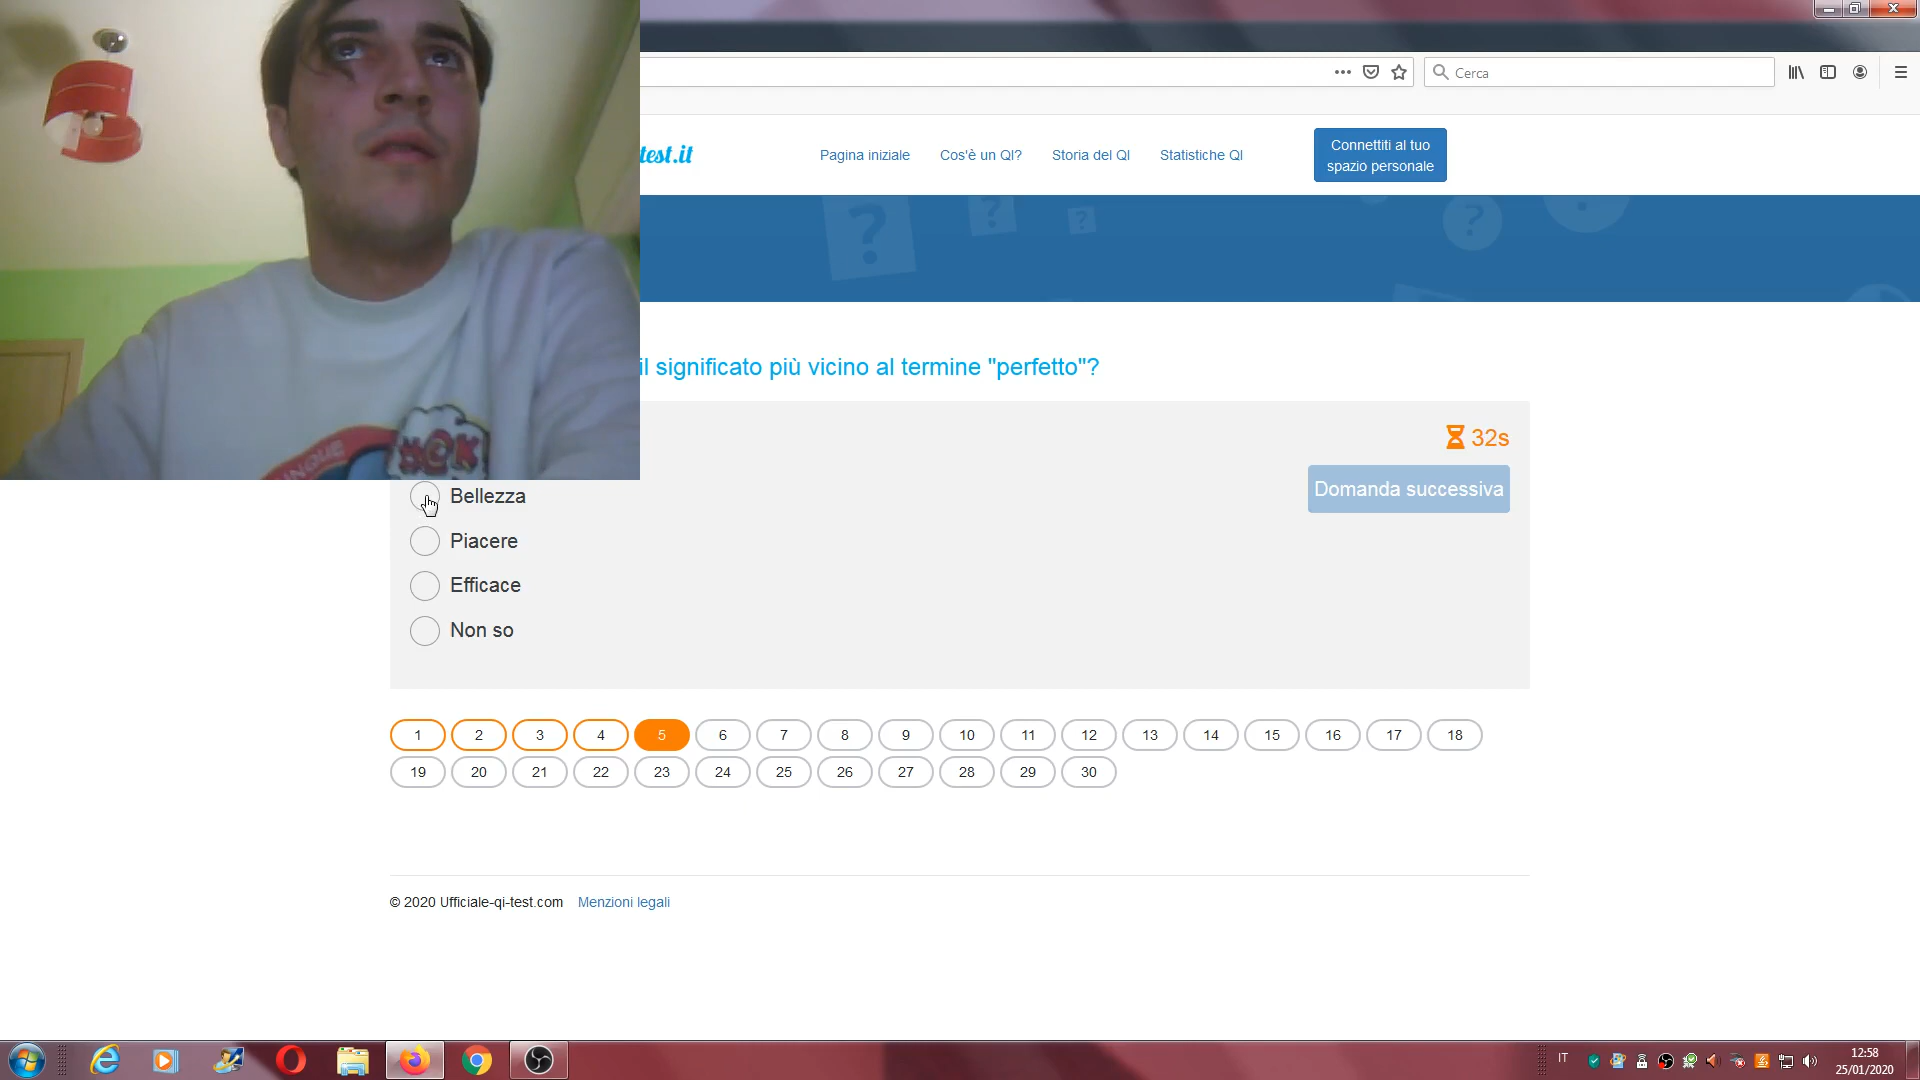 Cerca
test.it
Pagina iniziale
Cos'è un QI?
Storia del QI
Statistiche QI
Connettiti al tuo
spazio personale
il significato più vicino al termine "perfetto"?
32s
Domanda successiva
Bellezza
Piacere
Efficace
Non so
1 2 3 4 5 6 7 8 9 10 11 12 13 14 15 16 17 18
19 20 21 22 23 24 25 26 27 28 29 30
© 2020 Ufficiale-qi-test.com Menzioni legali
IT
12:58
25/01/2020